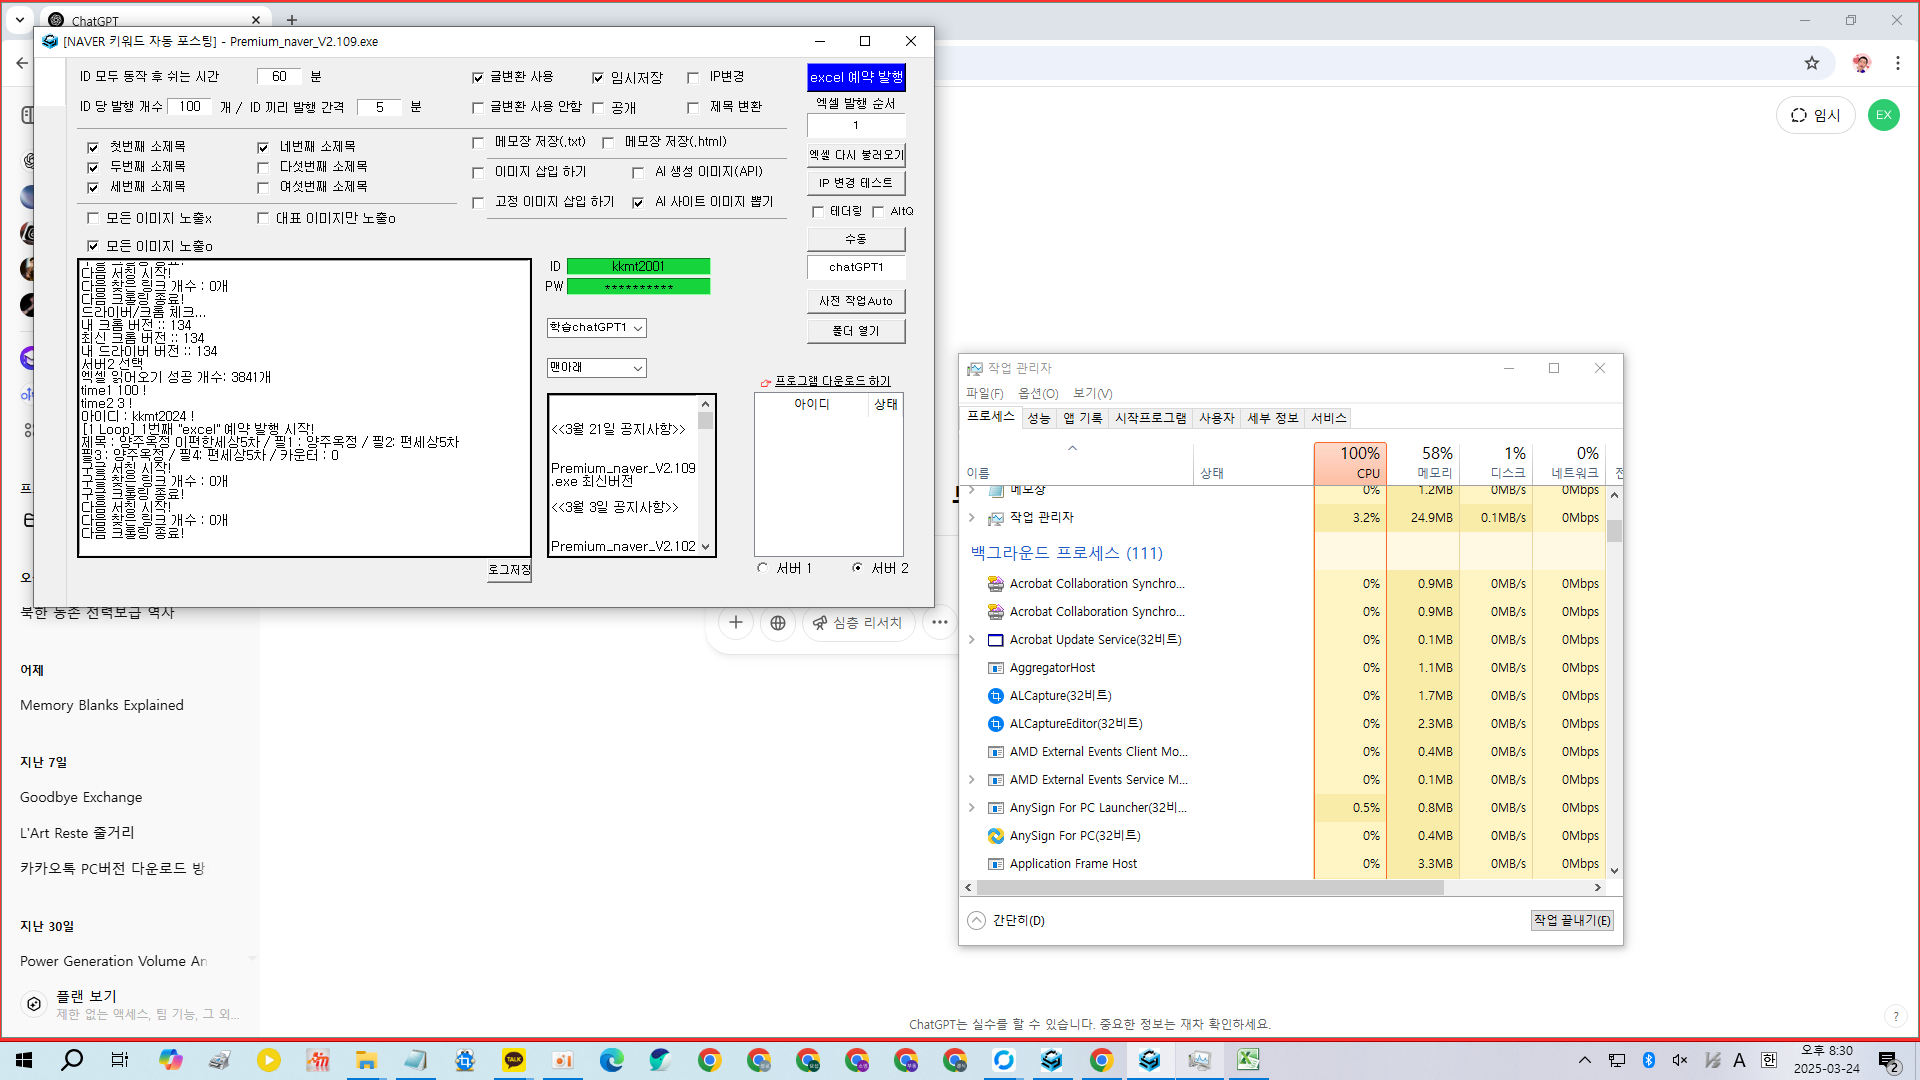 ChatGPT
[NAVER 키워드 자동 포스팅] - Premium_naver_V2.109.exe
ID 모두 동작 후 쉬는 시간 60 분
ID 당 발행 개수 100 개 / ID 끼리 발행 간격 5 분
글변환 사용 임시저장 IP변경
글변환 사용 안함 공개 제목 변환
메모장 저장(.txt) 메모장 저장(.html)
이미지 삽입 하기 AI 생성 이미지(API)
고정 이미지 삽입 하기 AI 사이트 이미지 뽑기
첫번째 소제목 네번째 소제목
두번째 소제목 다섯번째 소제목
세번째 소제목 여섯번째 소제목
모든 이미지 노출x 대표 이미지만 노출o
모든 이미지 노출o
excel 예약 발행
엑셀 발행 순서
1
엑셀 다시 불러오기
IP 변경 테스트
테더링 AltQ
수동
chatGPT1
사전 작업Auto
폴더 열기
다음 서칭 시작!
다음 찾은 링크 개수 : 0개
다음 크롤링 종료!
드라이버/크롬 체크...
내 크롬 버전 :: 134
최신 크롬 버전 :: 134
내 드라이버 버전 :: 134
서버2 선택
엑셀 읽어오기 성공 개수: 3841개
time1 100 !
time2 3 !
아이디 : kkmt2024 !
[1 Loop] 1번째 "excel" 예약 발행 시작!
제목 : 양주옥정 이편한세상5차 / 필1 : 양주옥정 / 필2: 편세상5차
필3 : 양주옥정 / 필4: 편세상5차 / 카운터 : 0
구글 서칭 시작!
구글 찾은 링크 개수 : 0개
구글 크롤링 종료!
다음 서칭 시작!
다음 찾은 링크 개수 : 0개
다음 크롤링 종료!
로그저장
ID kkmt2001
PW **********
학습chatGPT1
맨아래
<<3월 21일 공지사항>>
Premium_naver_V2.109
.exe 최신버전
<<3월 3일 공지사항>>
Premium_naver_V2.102
프로그램 다운로드 하기
아이디 상태
서버 1 서버 2
임시
EX
북한 농촌 전력보급 역사
어제
Memory Blanks Explained
지난 7일
Goodbye Exchange
L'Art Reste 줄거리
카카오톡 PC버전 다운로드 방
지난 30일
Power Generation Volume An
플랜 보기
제한 없는 액세스, 팀 기능, 그 외...
심층 리서치
ChatGPT는 실수를 할 수 있습니다. 중요한 정보는 재차 확인하세요.
?
작업 관리자
파일(F) 옵션(O) 보기(V)
프로세스 성능 앱 기록 시작프로그램 사용자 세부 정보 서비스
100% 58% 1% 0%
이름 상태 CPU 메모리 디스크 네트워크
메모장 0% 1.2MB 0MB/s 0Mbps
작업 관리자 3.2% 24.9MB 0.1MB/s 0Mbps
백그라운드 프로세스 (111)
Acrobat Collaboration Synchro... 0% 0.9MB 0MB/s 0Mbps
Acrobat Collaboration Synchro... 0% 0.9MB 0MB/s 0Mbps
Acrobat Update Service(32비트) 0% 0.1MB 0MB/s 0Mbps
AggregatorHost 0% 1.1MB 0MB/s 0Mbps
ALCapture(32비트) 0% 1.7MB 0MB/s 0Mbps
ALCaptureEditor(32비트) 0% 2.3MB 0MB/s 0Mbps
AMD External Events Client Mo... 0% 0.4MB 0MB/s 0Mbps
AMD External Events Service M... 0% 0.1MB 0MB/s 0Mbps
AnySign For PC Launcher(32비... 0.5% 0.8MB 0MB/s 0Mbps
AnySign For PC(32비트) 0% 0.4MB 0MB/s 0Mbps
Application Frame Host 0% 3.3MB 0MB/s 0Mbps
간단히(D)
작업 끝내기(E)
TALK
A 한
오후 8:30
2025-03-24
2